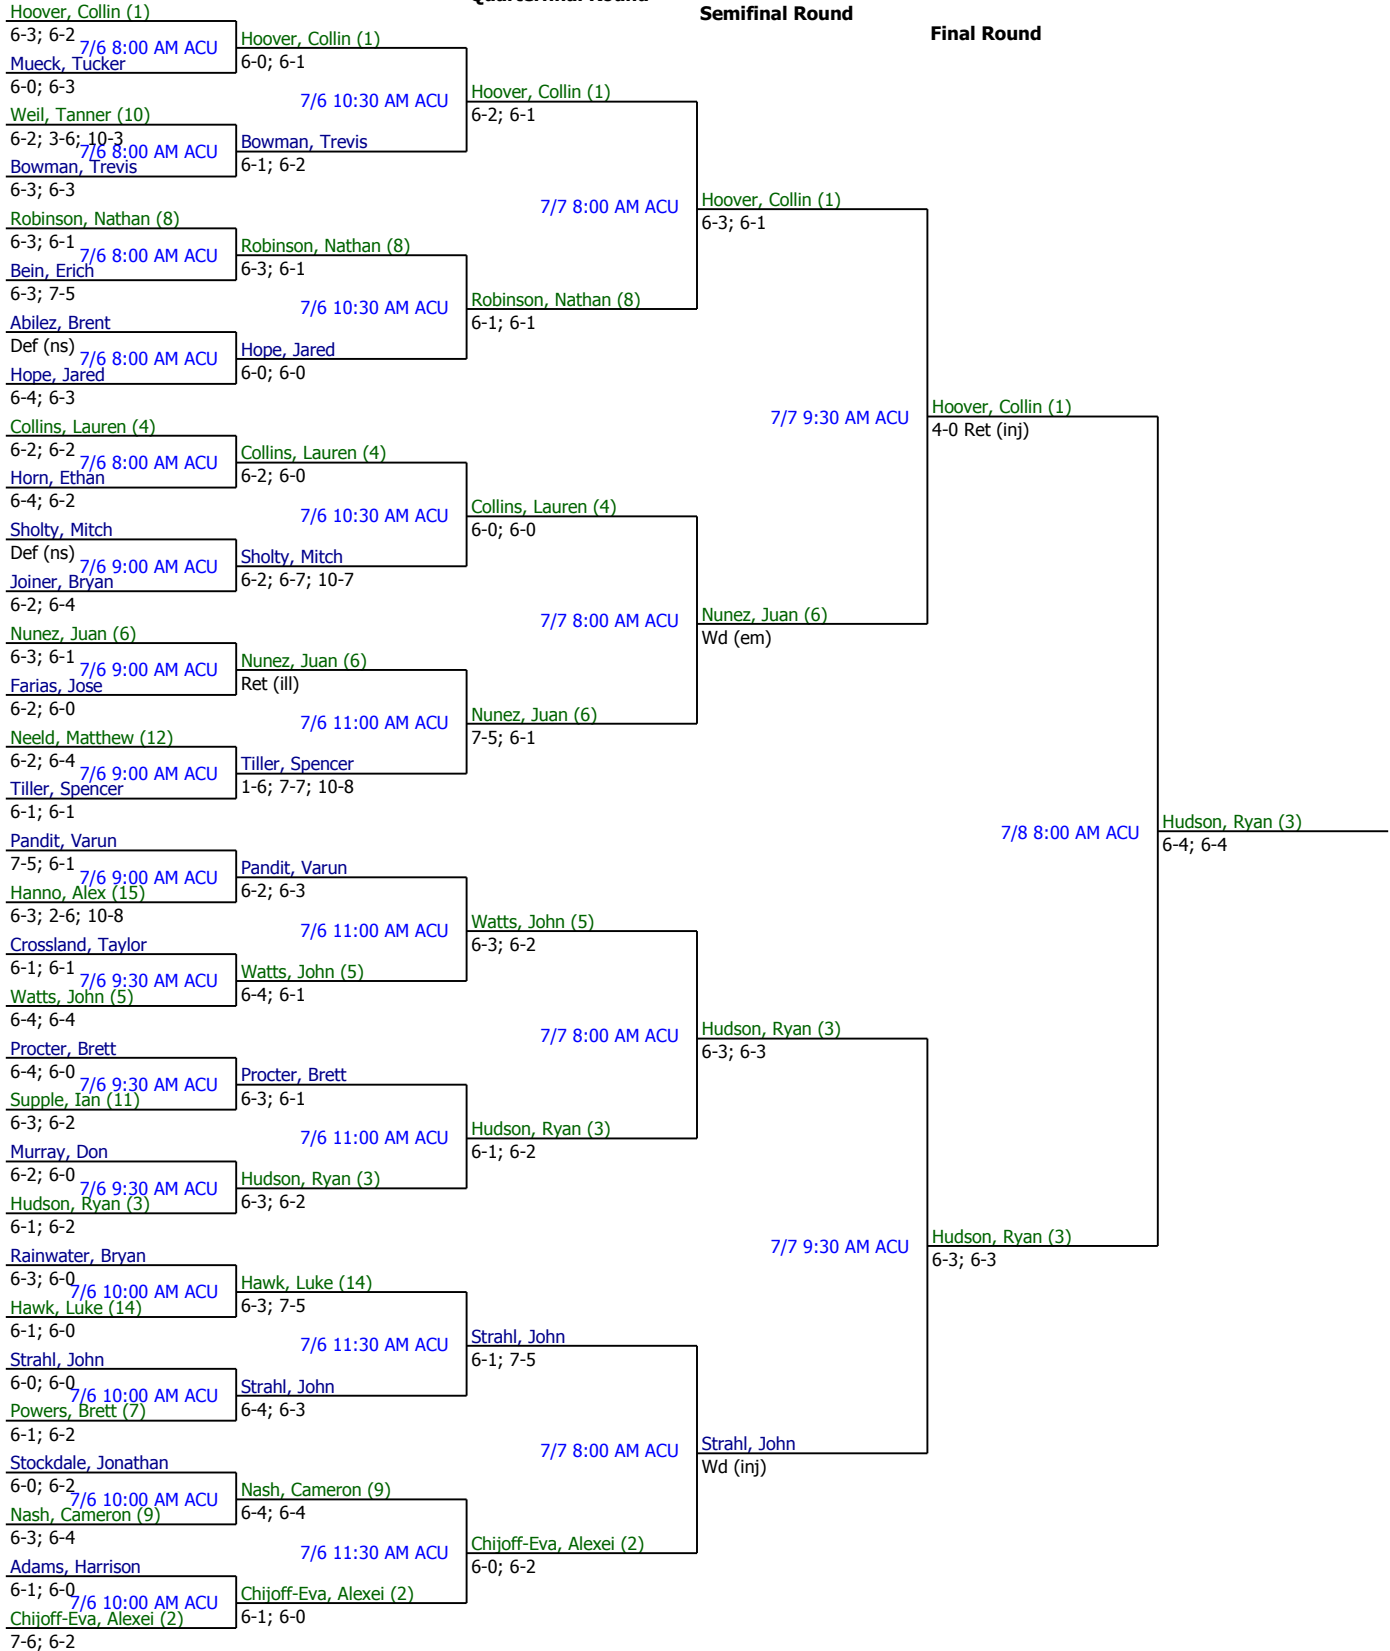 Quarterfinal Round
Semifinal Round
Final Round
Hoover, Collin (1)
6-3; 6-2
7/6 8:00 AM ACU
Mueck, Tucker
6-0; 6-3
Weil, Tanner (10)
6-2; 3-6; 10-3
7/6 8:00 AM ACU
Bowman, Trevis
6-3; 6-3
Robinson, Nathan (8)
6-3; 6-1
7/6 8:00 AM ACU
Bein, Erich
6-3; 7-5
Abilez, Brent
Def (ns)
7/6 8:00 AM ACU
Hope, Jared
6-4; 6-3
Collins, Lauren (4)
6-2; 6-2
7/6 8:00 AM ACU
Horn, Ethan
6-4; 6-2
Sholty, Mitch
Def (ns)
7/6 9:00 AM ACU
Joiner, Bryan
6-2; 6-4
Nunez, Juan (6)
6-3; 6-1
7/6 9:00 AM ACU
Farias, Jose
6-2; 6-0
Neeld, Matthew (12)
6-2; 6-4
7/6 9:00 AM ACU
Tiller, Spencer
6-1; 6-1
Pandit, Varun
7-5; 6-1
7/6 9:00 AM ACU
Hanno, Alex (15)
6-3; 2-6; 10-8
Crossland, Taylor
6-1; 6-1
7/6 9:30 AM ACU
Watts, John (5)
6-4; 6-4
Procter, Brett
6-4; 6-0
7/6 9:30 AM ACU
Supple, Ian (11)
6-3; 6-2
Murray, Don
6-2; 6-0
7/6 9:30 AM ACU
Hudson, Ryan (3)
6-1; 6-2
Rainwater, Bryan
6-3; 6-0
7/6 10:00 AM ACU
Hawk, Luke (14)
6-1; 6-0
Strahl, John
6-0; 6-0
7/6 10:00 AM ACU
Powers, Brett (7)
6-1; 6-2
Stockdale, Jonathan
6-0; 6-2
7/6 10:00 AM ACU
Nash, Cameron (9)
6-3; 6-4
Adams, Harrison
6-1; 6-0
7/6 10:00 AM ACU
Chijoff-Eva, Alexei (2)
7-6; 6-2
Hoover, Collin (1)
6-0; 6-1
7/6 10:30 AM ACU
Bowman, Trevis
6-1; 6-2
Robinson, Nathan (8)
6-3; 6-1
7/6 10:30 AM ACU
Hope, Jared
6-0; 6-0
Collins, Lauren (4)
6-2; 6-0
7/6 10:30 AM ACU
Sholty, Mitch
6-2; 6-7; 10-7
Nunez, Juan (6)
Ret (ill)
7/6 11:00 AM ACU
Tiller, Spencer
1-6; 7-7; 10-8
Pandit, Varun
6-2; 6-3
7/6 11:00 AM ACU
Watts, John (5)
6-4; 6-1
Procter, Brett
6-3; 6-1
7/6 11:00 AM ACU
Hudson, Ryan (3)
6-3; 6-2
Hawk, Luke (14)
6-3; 7-5
7/6 11:30 AM ACU
Strahl, John
6-4; 6-3
Nash, Cameron (9)
6-4; 6-4
7/6 11:30 AM ACU
Chijoff-Eva, Alexei (2)
6-1; 6-0
Hoover, Collin (1)
6-2; 6-1
7/7 8:00 AM ACU
Robinson, Nathan (8)
6-1; 6-1
Collins, Lauren (4)
6-0; 6-0
7/7 8:00 AM ACU
Nunez, Juan (6)
7-5; 6-1
Watts, John (5)
6-3; 6-2
7/7 8:00 AM ACU
Hudson, Ryan (3)
6-1; 6-2
Strahl, John
6-1; 7-5
7/7 8:00 AM ACU
Chijoff-Eva, Alexei (2)
6-0; 6-2
Hoover, Collin (1)
6-3; 6-1
7/7 9:30 AM ACU
Nunez, Juan (6)
Wd (em)
Hudson, Ryan (3)
6-3; 6-3
7/7 9:30 AM ACU
Strahl, John
Wd (inj)
Hoover, Collin (1)
4-0 Ret (inj)
7/8 8:00 AM ACU
Hudson, Ryan (3)
6-3; 6-3
Hudson, Ryan (3)
6-4; 6-4